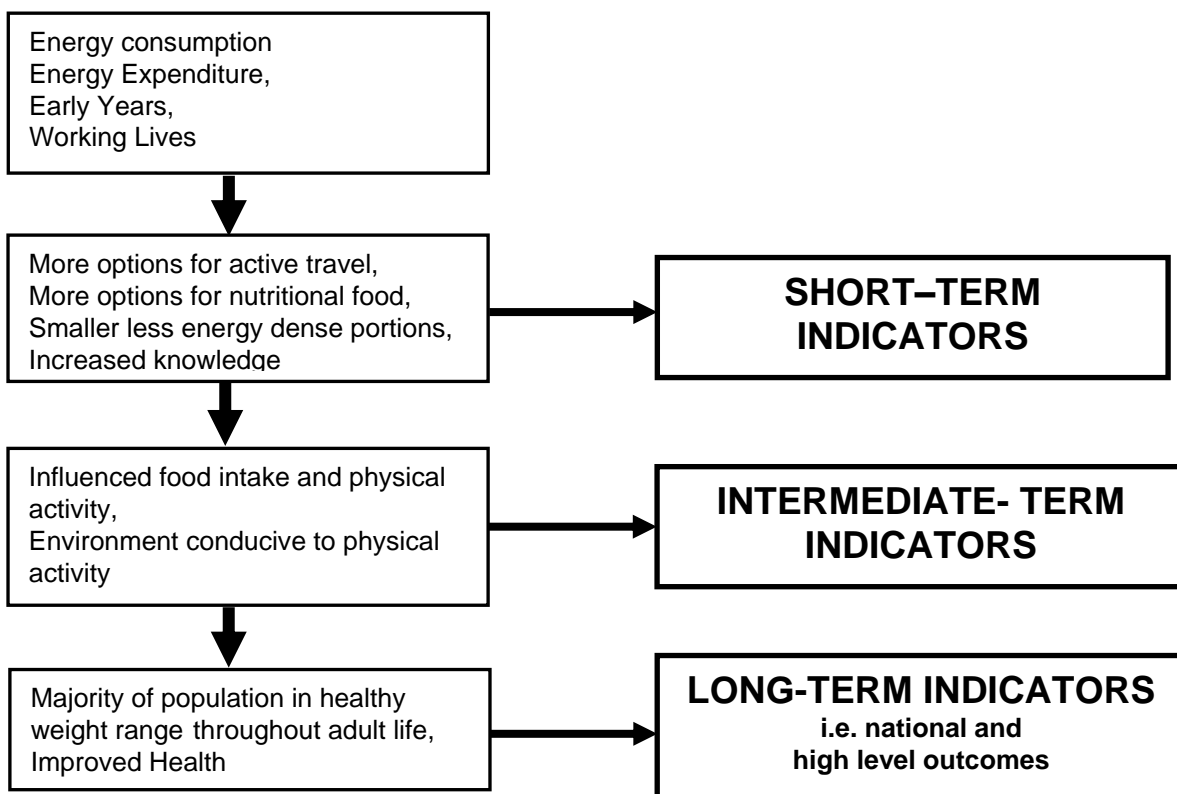 Energy consumption
Energy Expenditure,
Early Years,
Working Lives
More options for active travel,
More options for nutritional food,
Smaller less energy dense portions,
Increased knowledge
SHORT–TERM
INDICATORS
Influenced food intake and physical
activity,
Environment conducive to physical
activity
INTERMEDIATE- TERM
INDICATORS
Majority of population in healthy
weight range throughout adult life,
Improved Health
LONG-TERM INDICATORS
i.e. national and
high level outcomes